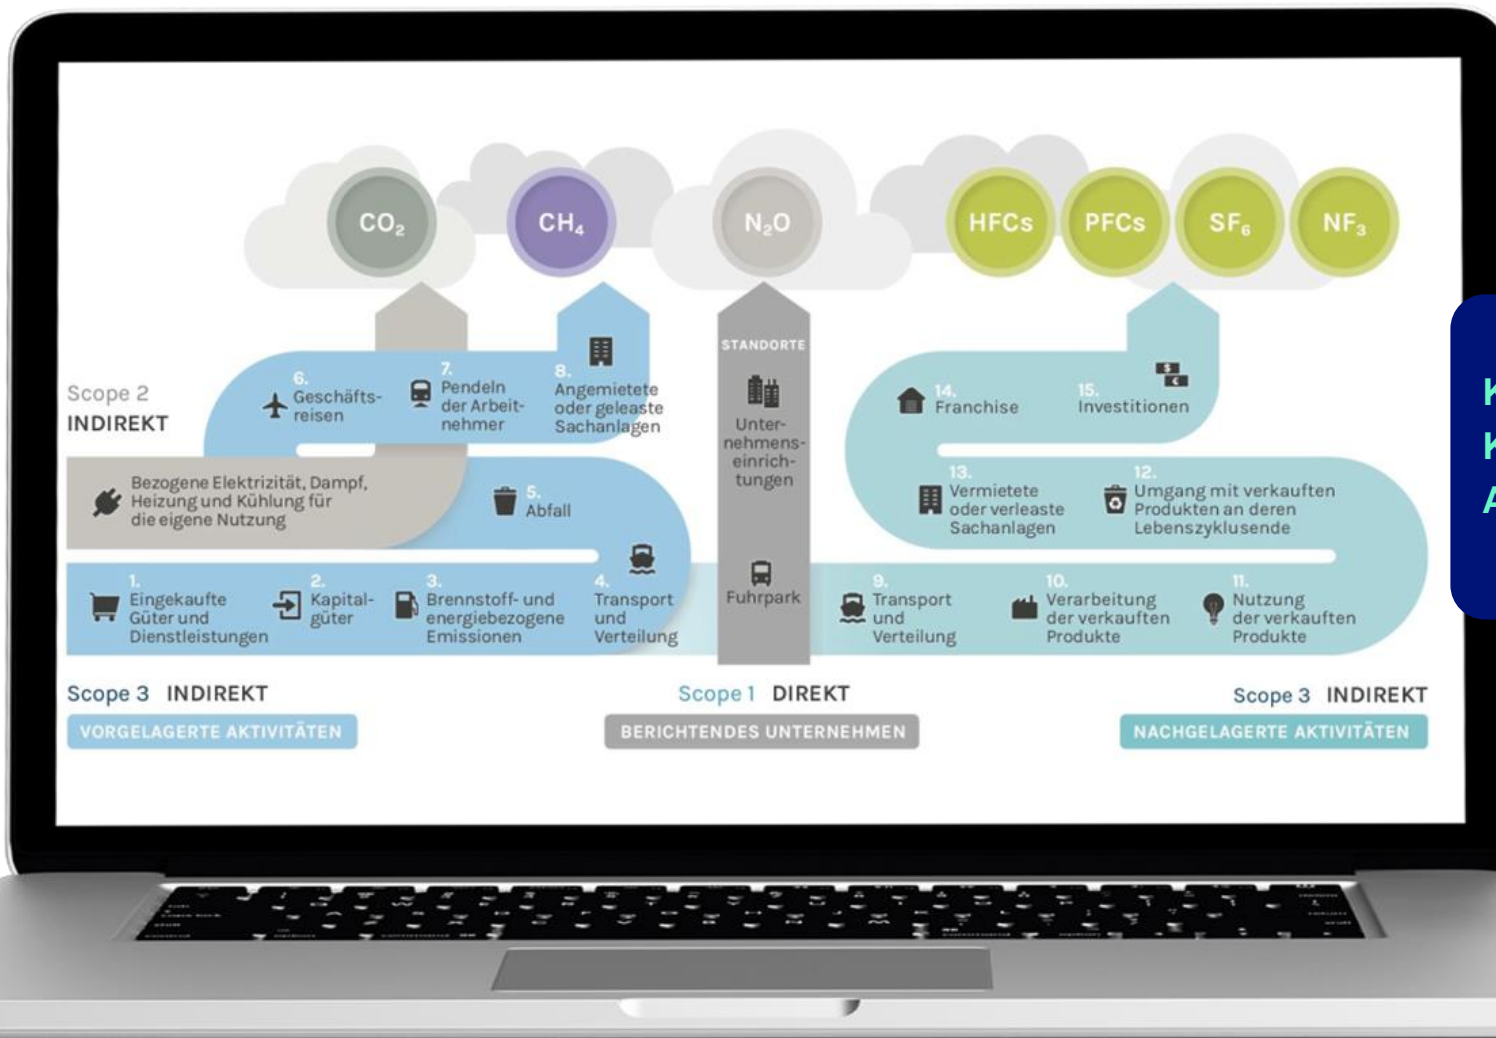 CO₂
CH₄
N₂O
HFCs
PFCs
SF₆
NF₃
Scope 2
INDIREKT
6.
Geschäfts-
reisen
7.
Pendeln
der Arbeit-
nehmer
8.
Angemietete
oder geleaste
Sachanlagen
Bezogene Elektrizität, Dampf,
Heizung und Kühlung für
die eigene Nutzung
5.
Abfall
1.
Eingekaufte
Güter und
Dienstleistungen
2.
Kapital-
güter
3.
Brennstoff- und
energiebezogene
Emissionen
4.
Transport
und
Verteilung
STANDORTE
Unter-
nehmens-
einrich-
tungen
Fuhrpark
14.
Franchise
15.
Investitionen
13.
Vermietete
oder verleaste
Sachanlagen
12.
Umgang mit verkauften
Produkten an deren
Lebenszyklusende
9.
Transport
und
Verteilung
10.
Verarbeitung
der verkauften
Produkte
11.
Nutzung
der verkauften
Produkte
Scope 3 INDIREKT
VORGELAGERTE AKTIVITÄTEN
Scope 1 DIREKT
BERICHTENDES UNTERNEHMEN
Scope 3 INDIREKT
NACHGELAGERTE AKTIVITÄTEN